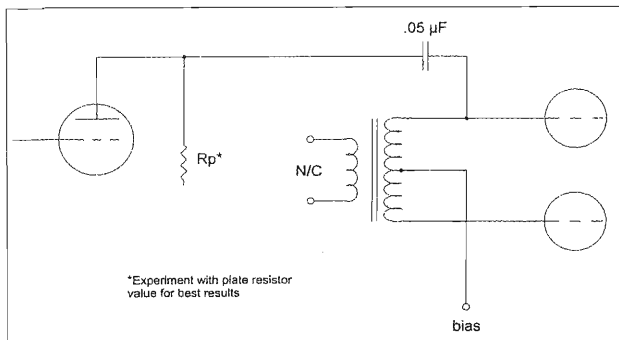 .05 µF
Rp*
N/C
*Experiment with plate resistor
value for best results
bias